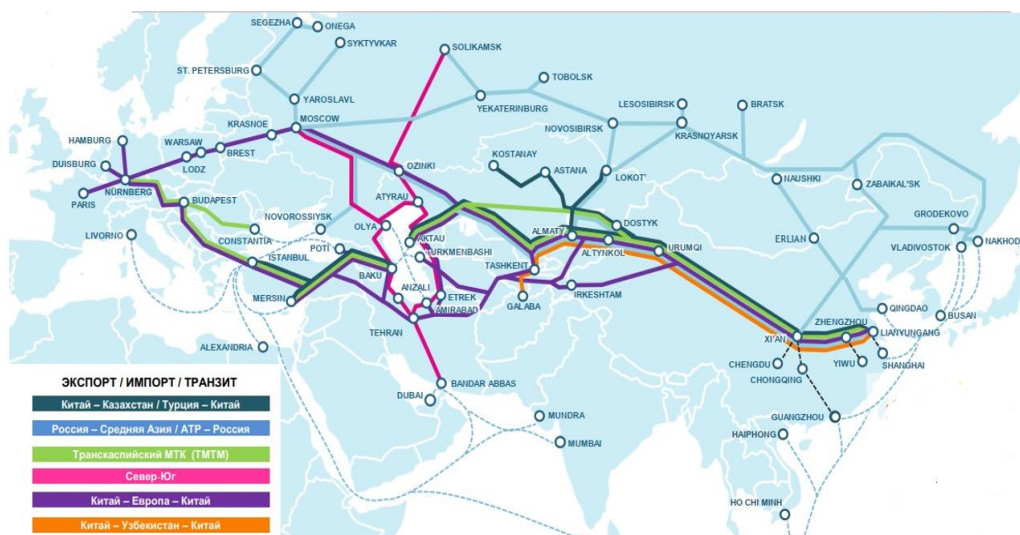 SEGEZHA
ONEGA
SYKTYVKAR
SOLIKAMSK
ST. PETERSBURG
TOBOLSK
YAROSLAVL
YEKATERINBURG
LESOSIBIRSK
BRATSK
MOSCOW
KRASNOE
HAMBURG
WARSAW
NOVOSIBIRSK
KRASNOYARSK
BREST
LODZ
DUISBURG
KOSTANAY
OZINKI
ASTANA
LOKOT'
NAUSHKI
ZABAIKAL'SK
NÜRNBERG
PARIS
BUDAPEST
ATYRAU
NOVOROSSIYSK
GRODEKOVO
LIVORNO
CONSTANTIA
OLYA
DOSTYK
ALMATY
ERLIAN
VLADIVOSTOK
NAKHOD
AKTAU
ALTYNKOL
URUMQI
ISTANBUL
POTI
TURKMENBASHI
BAKU
TASHKENT
ANZALI
ETREK
GALABA
IRKESHTAM
MERSIN
AMIRABAD
QINGDAO
BUSAN
ZHENGZHOU
TEHRAN
LIANYUNGANG
XI'AN
ALEXANDRIA
CHENGDU
YIWU
SHANGHAI
CHONGQING
BANDAR ABBAS
DUBAI
MUNDRA
GUANGZHOU
MUMBAI
HAIPHONG
HO CHI MINH
ЭКСПОРТ / ИМПОРТ / ТРАНЗИТ
Китай – Казахстан / Турция – Китай
Россия – Средняя Азия / АТР – Россия
Транскаспийский МТК (ТМТМ)
Север-Юг
Китай – Европа – Китай
Китай – Узбекистан – Китай